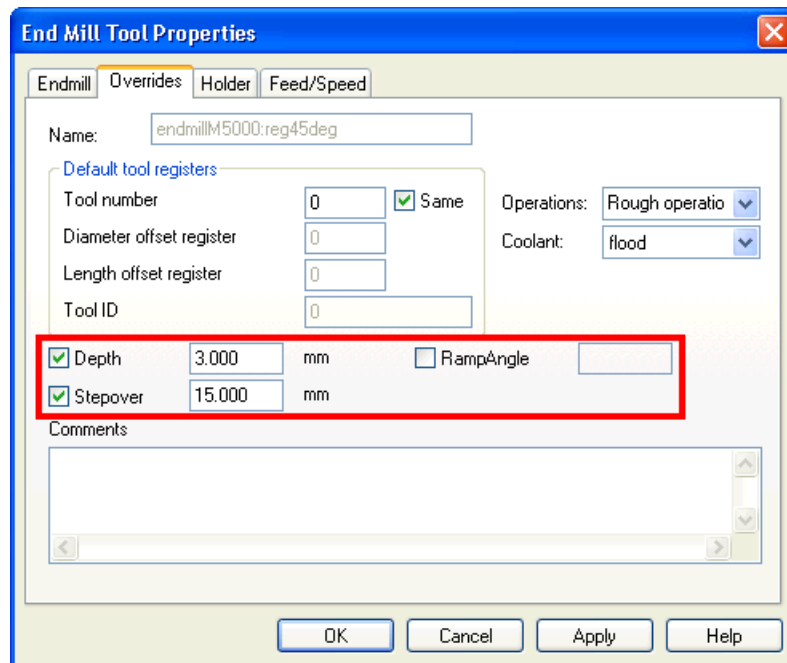 End Mill Tool Properties
Endmill Overrides Holder Feed/Speed
Name: endmillM5000:reg45deg
Default tool registers
Tool number 0 Same Operations: Rough operatio
Diameter offset register 0 Coolant: flood
Length offset register 0
Tool ID 0
Depth 3.000 mm RampAngle
Stepover 15.000 mm
Comments
OK Cancel Apply Help